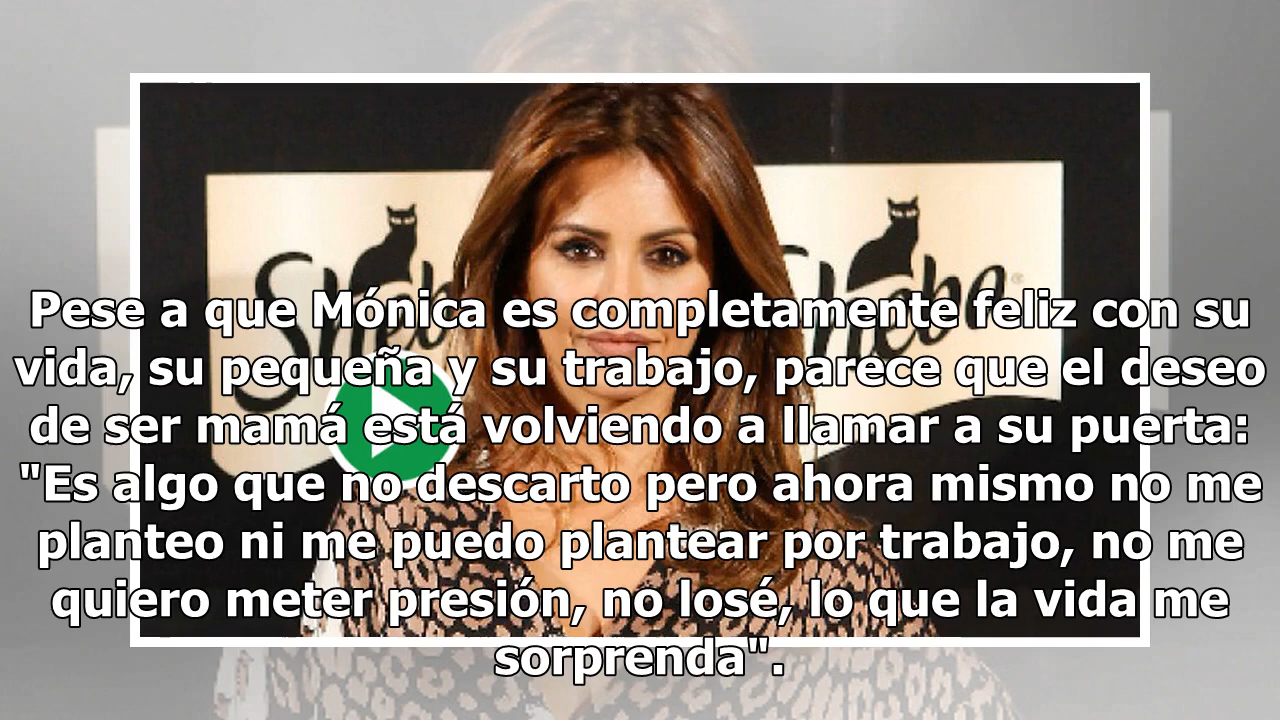 Sheba Sheba®
Pese a que Mónica es completamente feliz con su
vida, su pequeña y su trabajo, parece que el deseo
de ser mamá está volviendo a llamar a su puerta:
"Es algo que no descarto pero ahora mismo no me
planteo ni me puedo plantear por trabajo, no me
quiero meter presión, no losé, lo que la vida me
sorprenda".